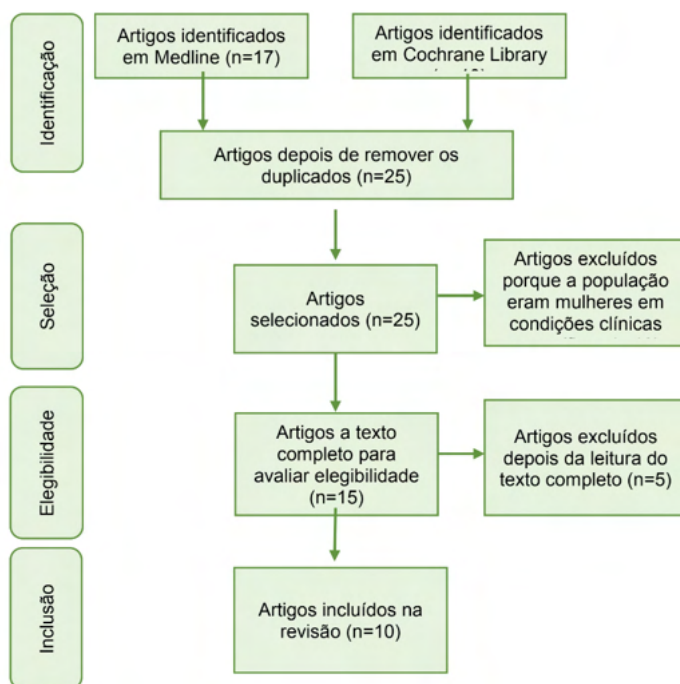 Identificação
Artigos identificados
em Medline (n=17)
Artigos identificados
em Cochrane Library
Artigos depois de remover os
duplicados (n=25)
Seleção
Artigos
selecionados (n=25)
Artigos excluídos
porque a população
eram mulheres em
condições clínicas
Elegibilidade
Artigos a texto
completo para
avaliar elegibilidade
(n=15)
Artigos excluídos
depois da leitura do
texto completo (n=5)
Inclusão
Artigos incluídos na
revisão (n=10)